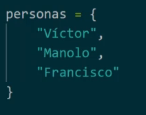 personas = {
    "Víctor",
    "Manolo",
    "Francisco"
}